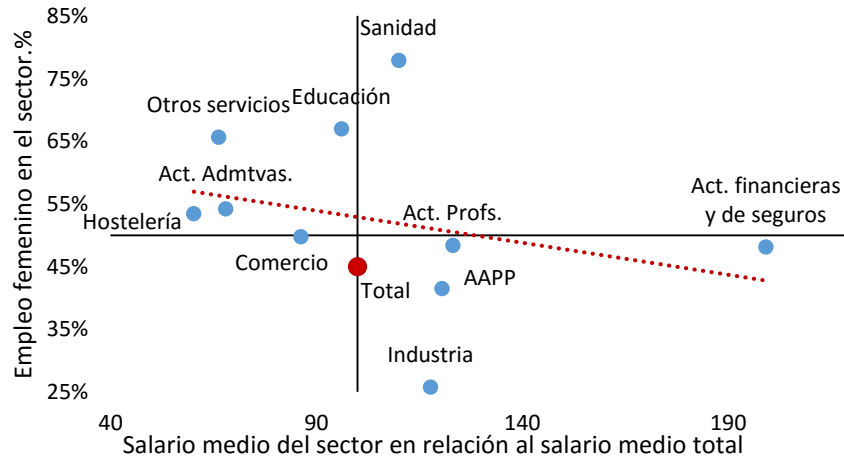 Empleo femenino en el sector.%
85%
75%
65%
55%
45%
35%
25%
Sanidad
Otros servicios
Educación
Act. Admtvas.
Hostelería
Act. Profs.
Act. financieras
y de seguros
Comercio
Total
AAPP
Industria
40
90
140
190
Salario medio del sector en relación al salario medio total